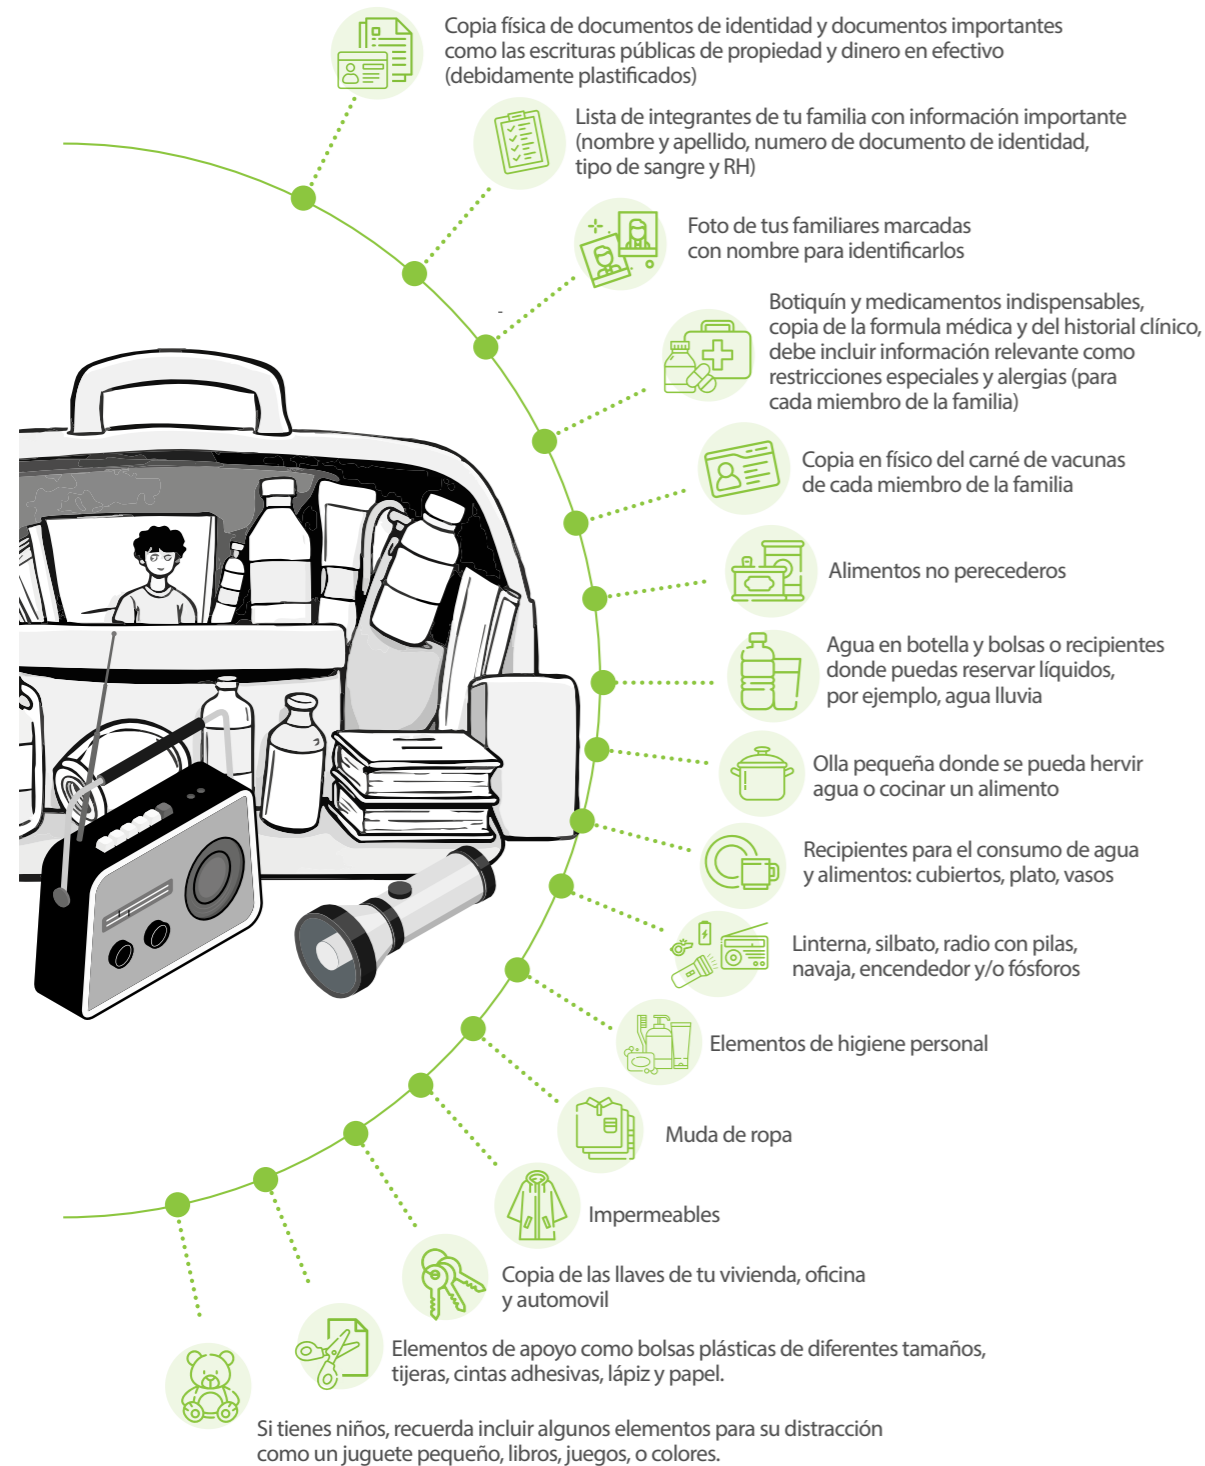 Copia física de documentos de identidad y documentos importantes
como las escrituras públicas de propiedad y dinero en efectivo
(debidamente plastificados)
Lista de integrantes de tu familia con información importante
(nombre y apellido, numero de documento de identidad,
tipo de sangre y RH)
Foto de tus familiares marcadas
con nombre para identificarlos
Botiquín y medicamentos indispensables,
copia de la formula médica y del historial clínico,
debe incluir información relevante como
restricciones especiales y alergias (para
cada miembro de la familia)
Copia en físico del carné de vacunas
de cada miembro de la familia
Alimentos no perecederos
Agua en botella y bolsas o recipientes
donde puedas reservar líquidos,
por ejemplo, agua lluvia
Olla pequeña donde se pueda hervir
agua o cocinar un alimento
Recipientes para el consumo de agua
y alimentos: cubiertos, plato, vasos
Linterna, silbato, radio con pilas,
navaja, encendedor y/o fósforos
Elementos de higiene personal
Muda de ropa
Impermeables
Copia de las llaves de tu vivienda, oficina
y automovil
Elementos de apoyo como bolsas plásticas de diferentes tamaños,
tijeras, cintas adhesivas, lápiz y papel.
Si tienes niños, recuerda incluir algunos elementos para su distracción
como un juguete pequeño, libros, juegos, o colores.